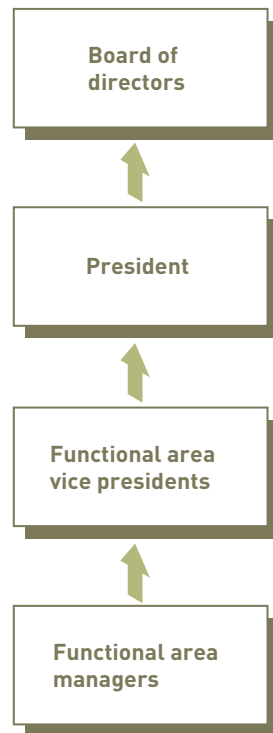 Board of
directors
President
Functional area
vice presidents
Functional area
managers